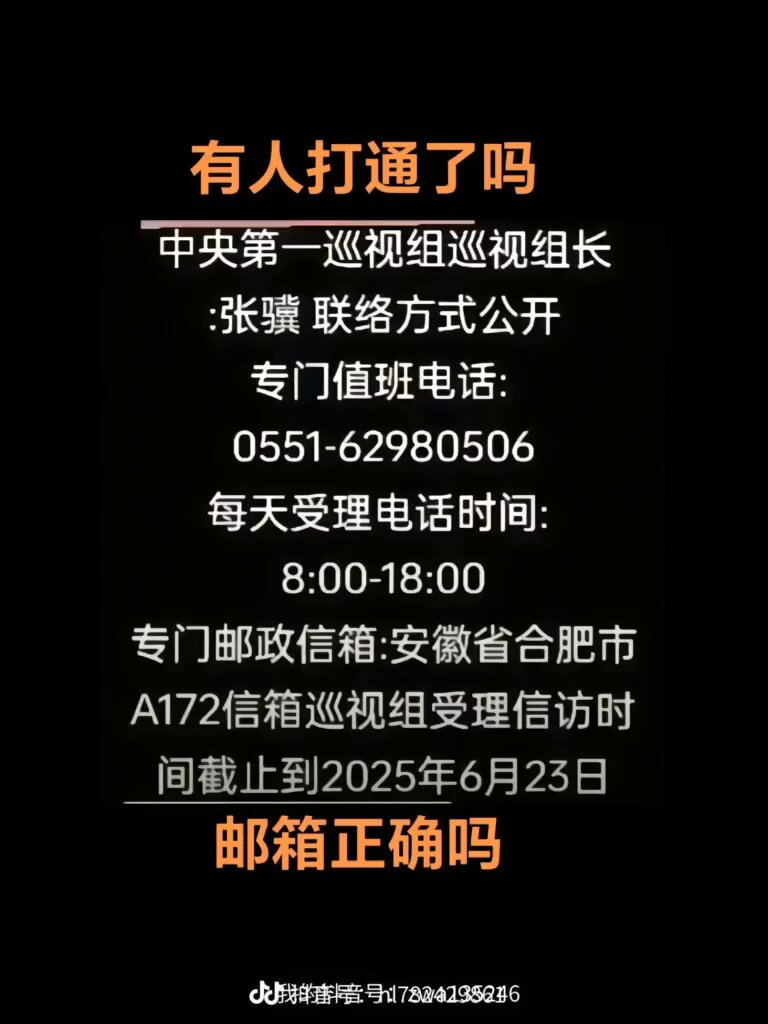 有人打通了吗
中央第一巡视组巡视组长
:张骥 联络方式公开
专门值班电话:
0551-62980506
每天受理电话时间:
8:00-18:00
专门邮政信箱:安徽省合肥市
A172信箱巡视组受理信访时
间截止到2025年6月23日
邮箱正确吗